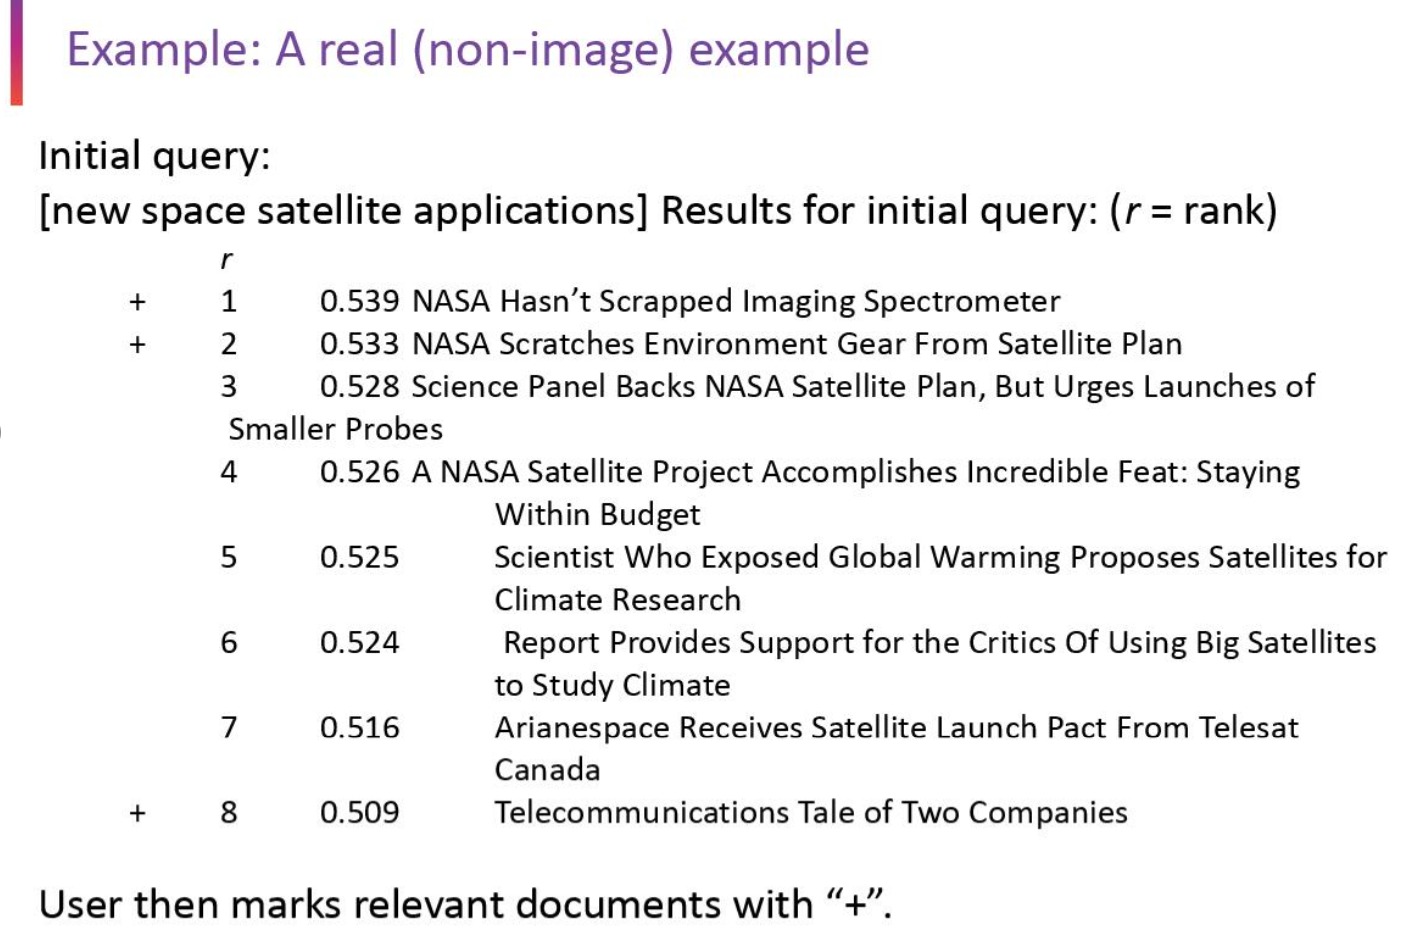 Example: A real (non-image) example
Initial query:
[new space satellite applications] Results for initial query: (r = rank)
r
+ 1 0.539 NASA Hasn’t Scrapped Imaging Spectrometer
+ 2 0.533 NASA Scratches Environment Gear From Satellite Plan
3 0.528 Science Panel Backs NASA Satellite Plan, But Urges Launches of
Smaller Probes
4 0.526 A NASA Satellite Project Accomplishes Incredible Feat: Staying
Within Budget
5 0.525 Scientist Who Exposed Global Warming Proposes Satellites for
Climate Research
6 0.524 Report Provides Support for the Critics Of Using Big Satellites
to Study Climate
7 0.516 Arianespace Receives Satellite Launch Pact From Telesat
Canada
+ 8 0.509 Telecommunications Tale of Two Companies
User then marks relevant documents with “+”.